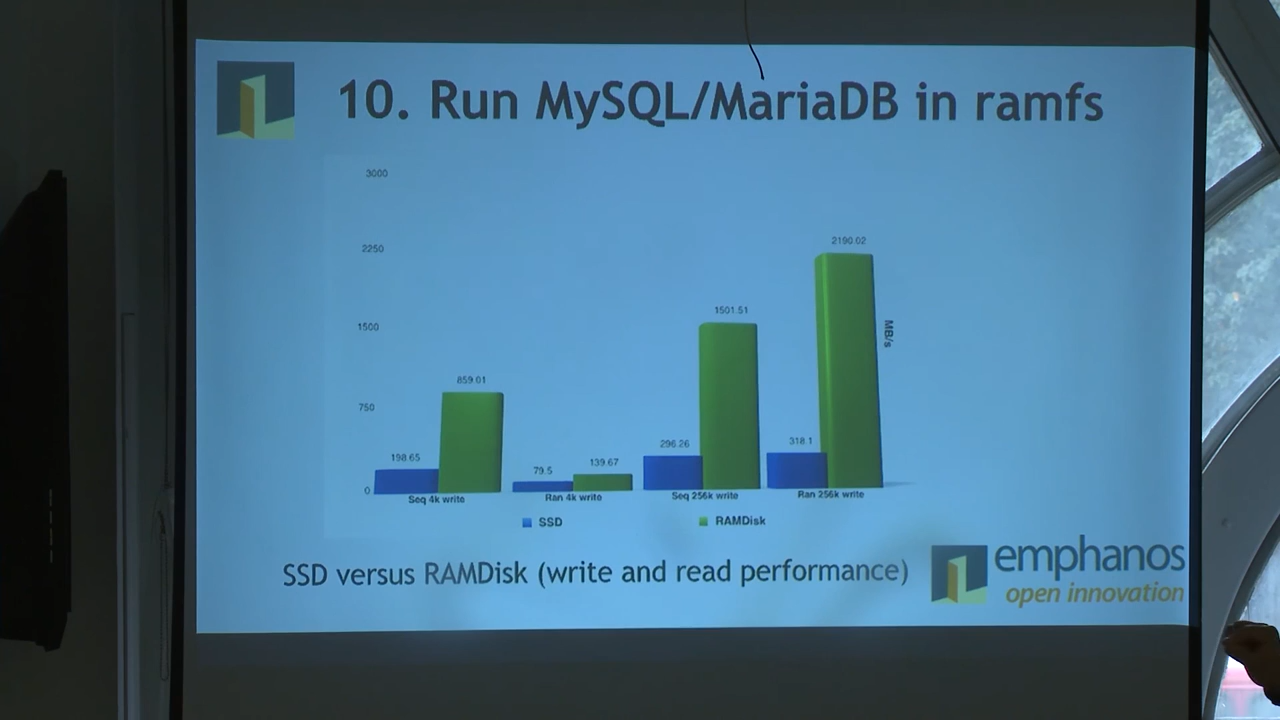 10. Run MySQL/MariaDB in ramfs
3000
2250
1500
750
0
198.65
859.01
79.5
139.67
296.26
1501.51
318.1
2190.02
MB/s
Seq 4k write
Ran 4k write
Seq 256k write
Ran 256k write
SSD
RAMDisk
SSD versus RAMDisk (write and read performance)
emphanos
open innovation